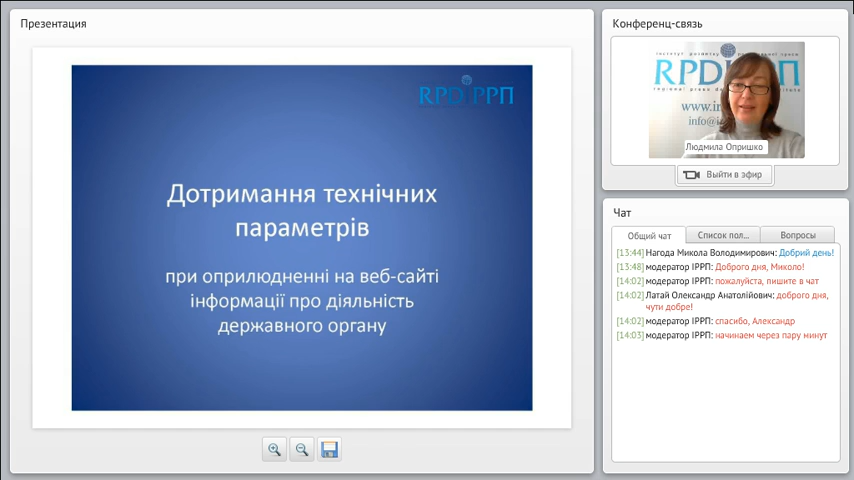 Презентация
RPDІРРП
Дотримання технічних
параметрів
при оприлюдненні на веб-сайті
інформації про діяльність
державного органу
Конференц-связь
RPD П
www.ir
info@i
Людмила Опришко
Выйти в эфир
Чат
Общий чат
Список пол...
Вопросы
[13:44] Нагода Микола Володимирович: Добрий день!
[13:48] модератор ІРРП: Доброго дня, Миколо!
[14:02] модератор ІРРП: пожалуйста, пишите в чат
[14:02] Латай Олександр Анатолійович: доброго дня,
чути добре!
[14:02] модератор ІРРП: спасибо, Александр
[14:03] модератор ІРРП: начинаем через пару минут